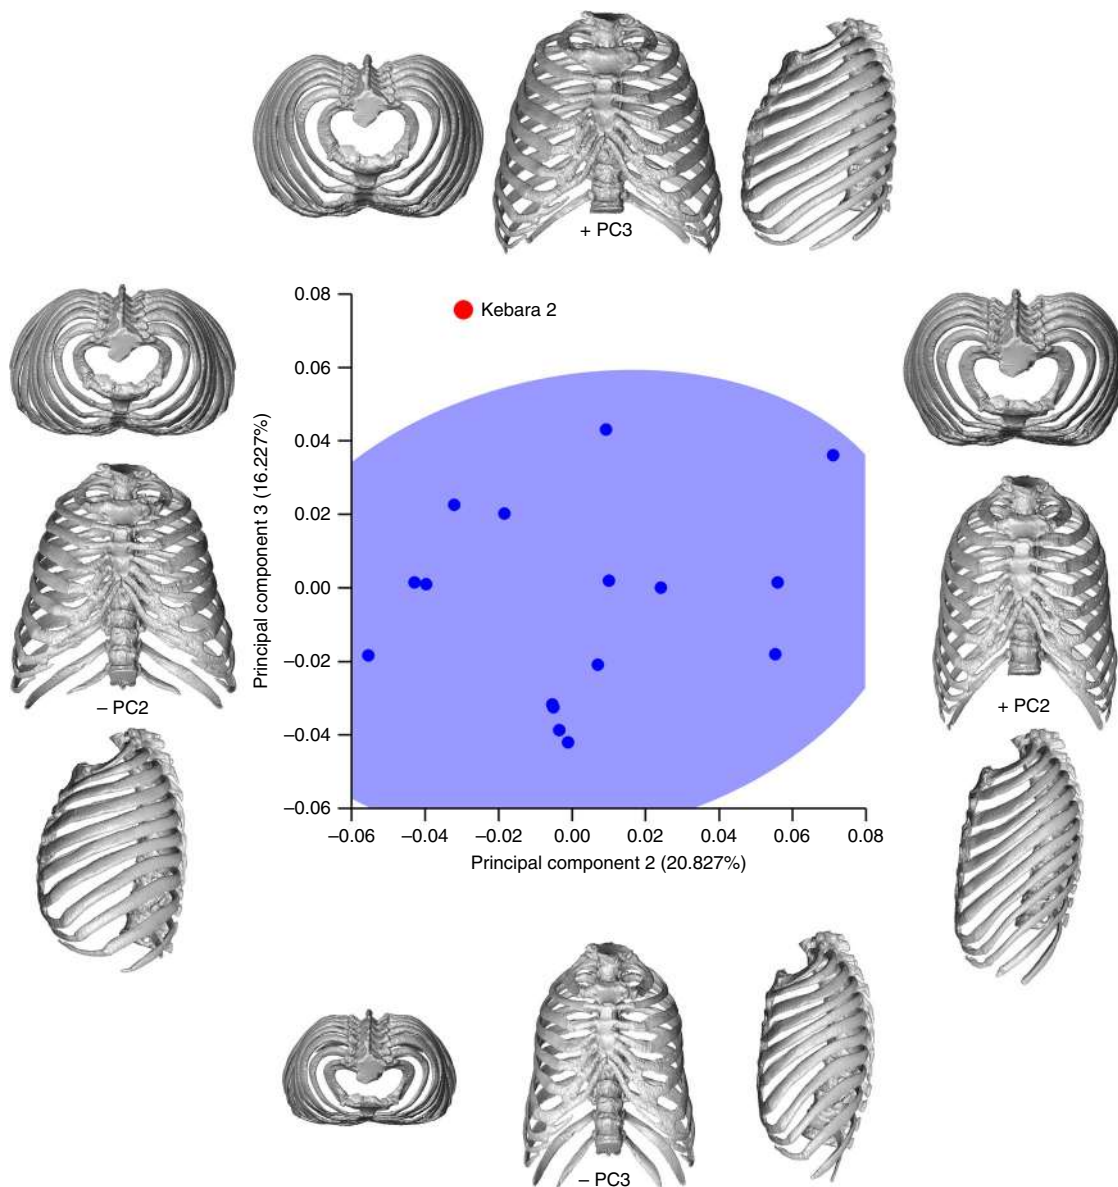 + PC3
0.08
Kebara 2
0.06
0.04
0.02
0.00
–0.02
–0.04
–0.06
Principal component 3 (16.227%)
–0.06
–0.04
–0.02
0.00
0.02
0.04
0.06
0.08
Principal component 2 (20.827%)
– PC2
+ PC2
– PC3